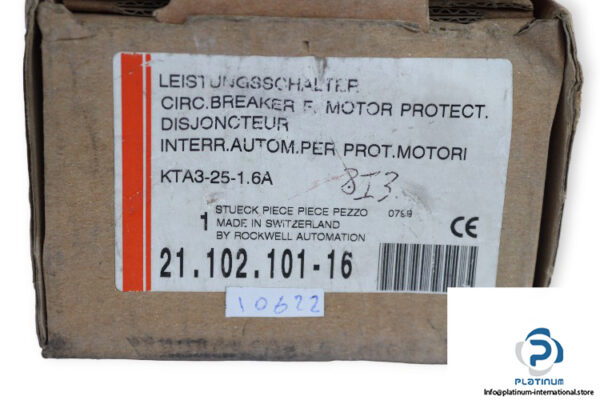 LEISTUNGSSCHALTER
CIRC.BREAKER F. MOTOR PROTECT.
DISJONCTEUR
INTERR.AUTOM.PER PROT.MOTORI
KTA3-25-1.6A
813.
1 STUECK PIECE PIECE PEZZO 0798
MADE IN SWITZERLAND
BY ROCKWELL AUTOMATION
CE
21.102.101-16
10622
PLATINUM
Info@platinum-international.store